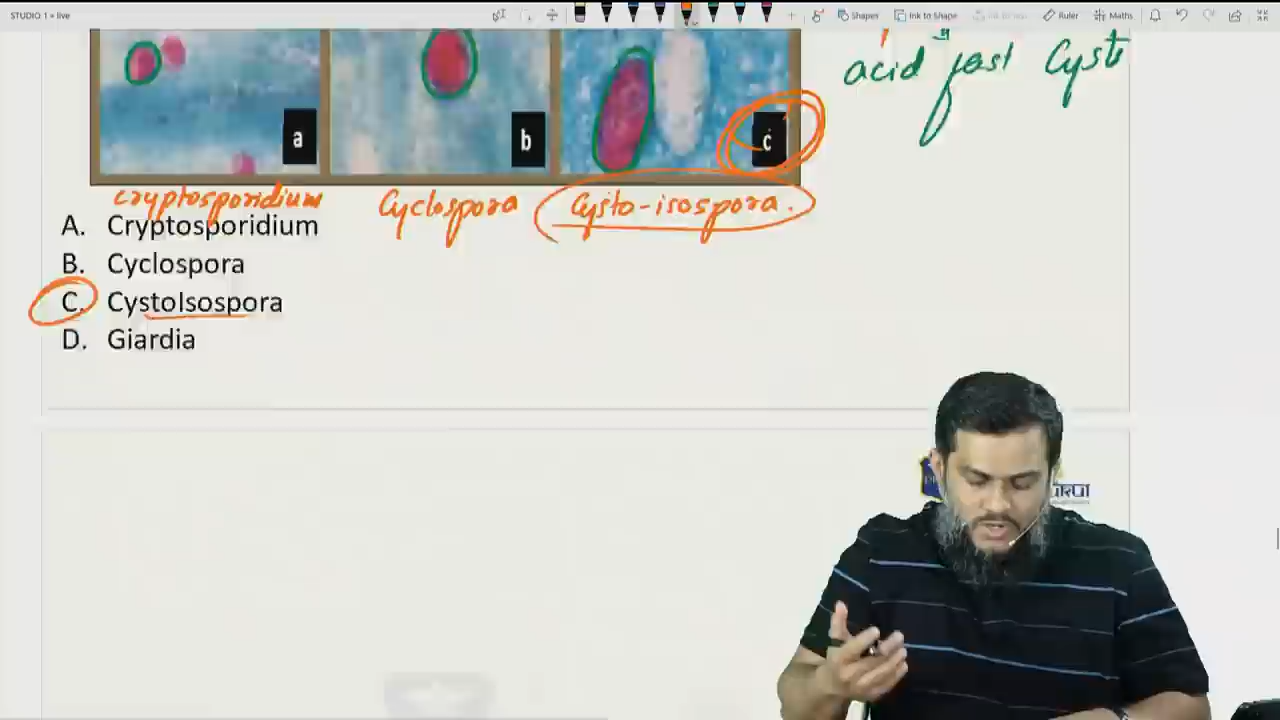 STUDIO 1 • live
Shapes
Ink to Shape
Ruler
Maths
acid fast Cyst
a
b
c
Cryptosporidium
Cyclospora
Cysto-isospora.
A. Cryptosporidium
B. Cyclospora
C. CystoIsospora
D. Giardia